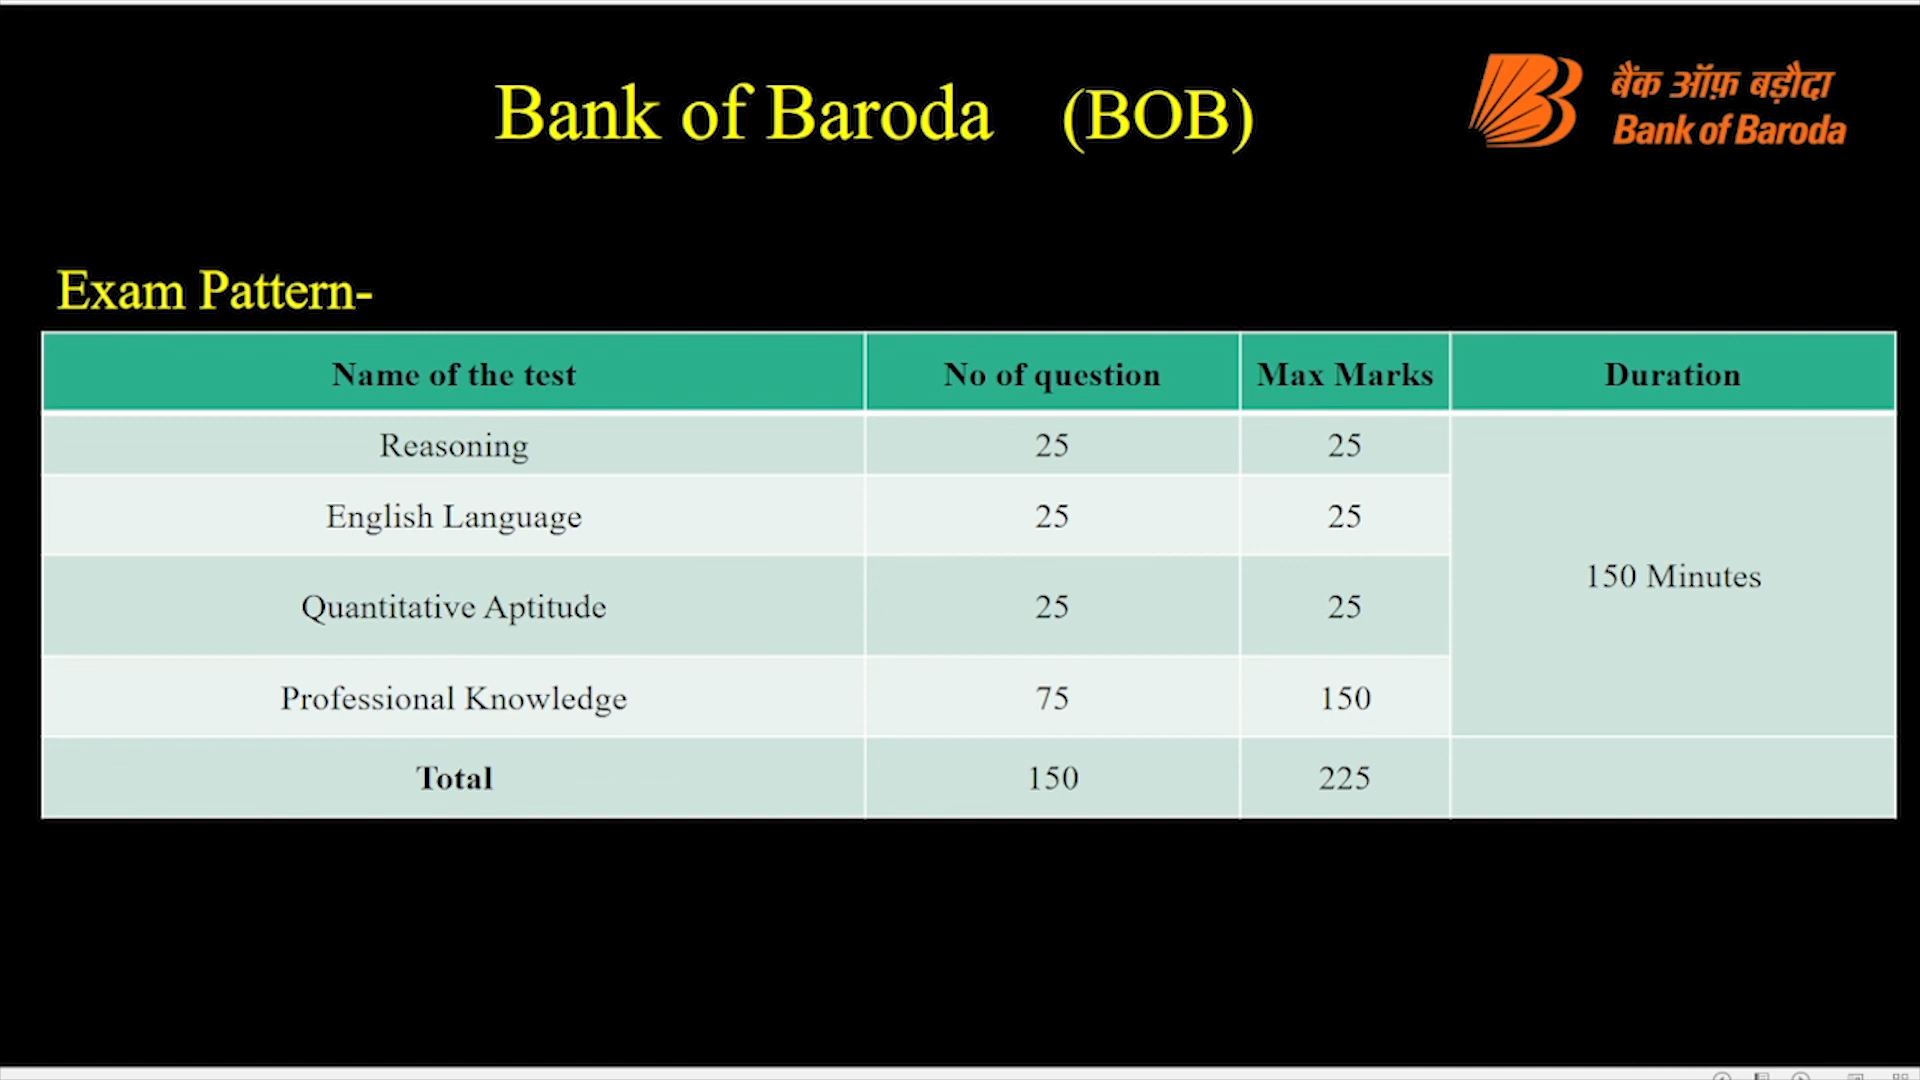 Bank of Baroda (BOB)
बैंक ऑफ़ बड़ौदा
Bank of Baroda
Exam Pattern-
Name of the test No of question Max Marks Duration
Reasoning 25 25
English Language 25 25
150 Minutes
Quantitative Aptitude 25 25
Professional Knowledge 75 150
Total 150 225